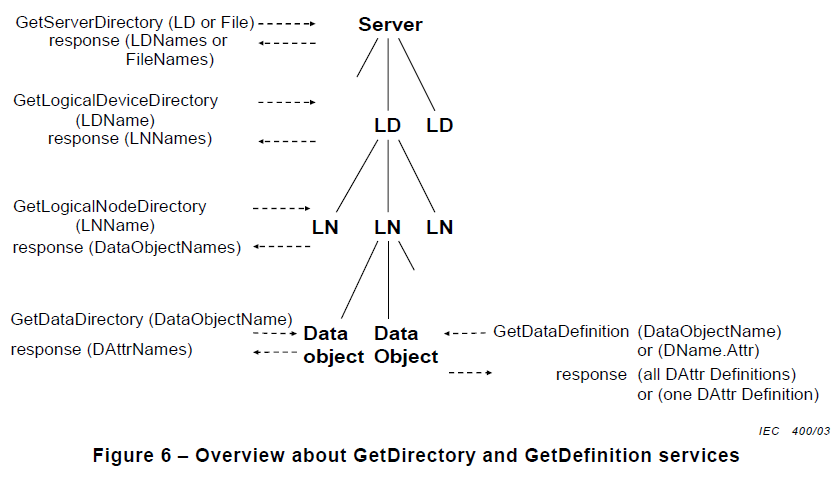 GetServerDirectory (LD or File)
response (LDNames or
FileNames)
Server
GetLogicalDeviceDirectory
(LDName)
response (LNNames)
LD LD
GetLogicalNodeDirectory
(LNName)
response (DataObjectNames)
LN LN LN
GetDataDirectory (DataObjectName)
response (DAttrNames)
Data
object
Data
Object
GetDataDefinition (DataObjectName)
or (DName.Attr)
response (all DAttr Definitions)
or (one DAttr Definition)
IEC 400/03
Figure 6 – Overview about GetDirectory and GetDefinition services